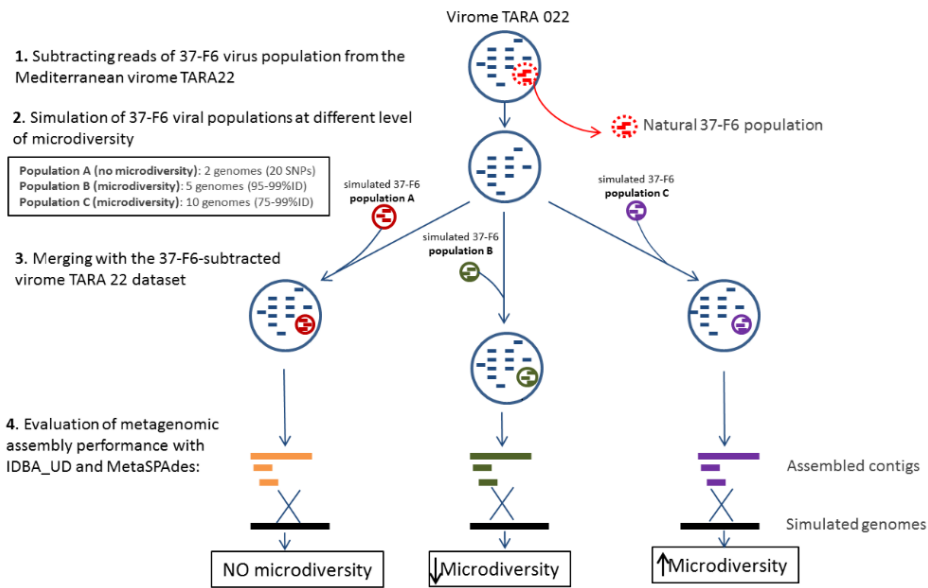 Virome TARA 022
1. Subtracting reads of 37-F6 virus population from the
Mediterranean virome TARA22
Natural 37-F6 population
2. Simulation of 37-F6 viral populations at different level
of microdiversity
Population A (no microdiversity): 2 genomes (20 SNPs)
Population B (microdiversity): 5 genomes (95-99%ID)
Population C (microdiversity): 10 genomes (75-99%ID)
simulated 37-F6
population A
simulated 37-F6
population B
simulated 37-F6
population C
3. Merging with the 37-F6-subtracted
virome TARA 22 dataset
4. Evaluation of metagenomic
assembly performance with
IDBA_UD and MetaSPAdes:
Assembled contigs
Simulated genomes
NO microdiversity
↓Microdiversity
↑Microdiversity